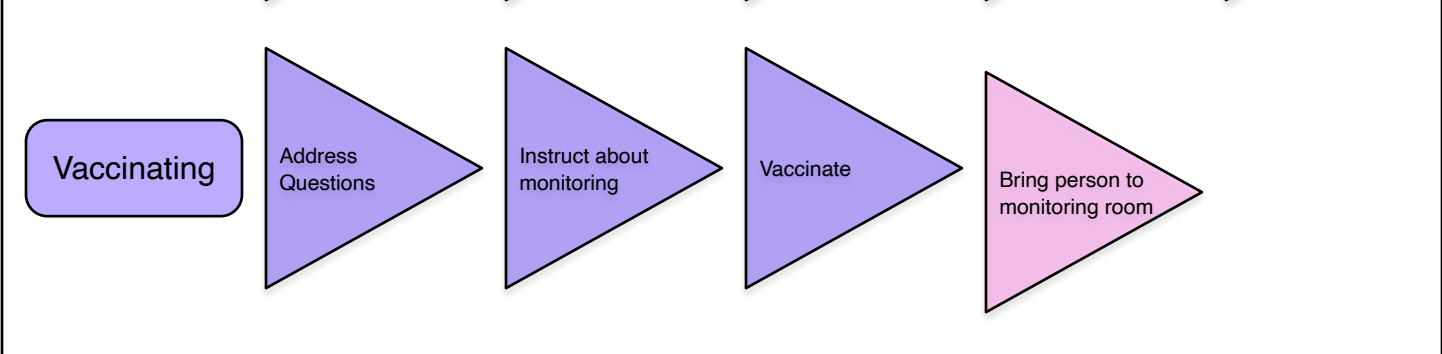 Vaccinating
Address
Questions
Instruct about
monitoring
Vaccinate
Bring person to
monitoring room